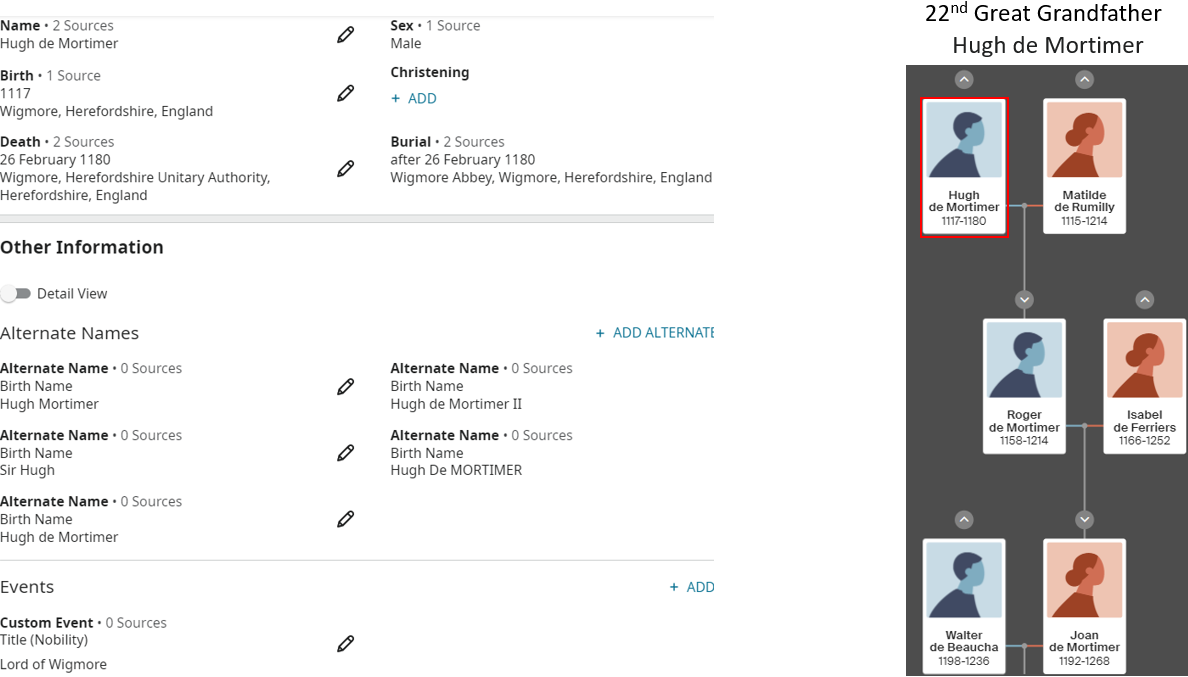 Name • 2 Sources
Hugh de Mortimer
Sex • 1 Source
Male
Birth • 1 Source
1117
Wigmore, Herefordshire, England
Christening
+ ADD
Death • 2 Sources
26 February 1180
Wigmore, Herefordshire Unitary Authority,
Herefordshire, England
Burial • 2 Sources
after 26 February 1180
Wigmore Abbey, Wigmore, Herefordshire, England
Other Information
Detail View
Alternate Names
+ ADD ALTERNATE
Alternate Name • 0 Sources
Birth Name
Hugh Mortimer
Alternate Name • 0 Sources
Birth Name
Hugh de Mortimer II
Alternate Name • 0 Sources
Birth Name
Sir Hugh
Alternate Name • 0 Sources
Birth Name
Hugh De MORTIMER
Alternate Name • 0 Sources
Birth Name
Hugh de Mortimer
Events
+ ADD
Custom Event • 0 Sources
Title (Nobility)
Lord of Wigmore
22nd Great Grandfather
Hugh de Mortimer
Hugh
de Mortimer
1117-1180
Matilde
de Rumilly
1115-1214
Roger
de Mortimer
1158-1214
Isabel
de Ferriers
1166-1252
Walter
de Beaucha
1198-1236
Joan
de Mortimer
1192-1268